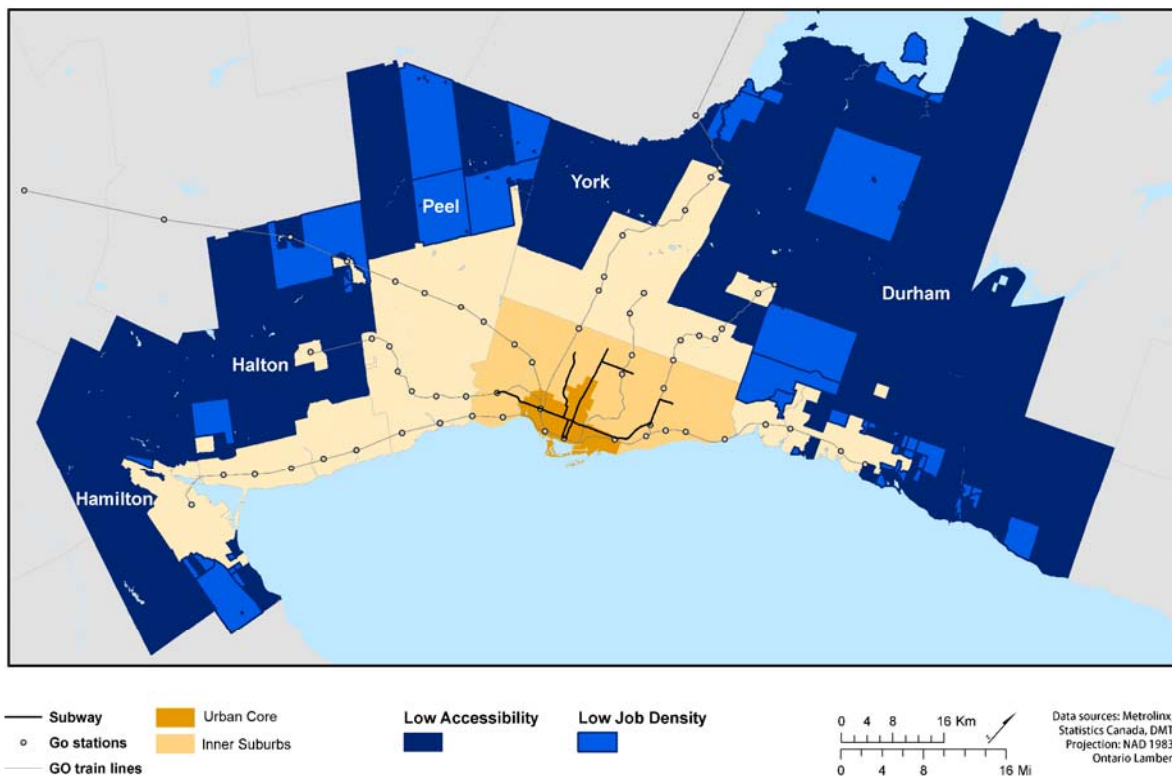 York
Peel
Durham
Halton
Hamilton
Subway
Go stations
GO train lines
Urban Core
Inner Suburbs
Low Accessibility
Low Job Density
0 4 8 16 Km
0 4 8 16 Mi
Data sources: Metrolinx
Statistics Canada, DMT
Projection: NAD 1983
Ontario Lamber